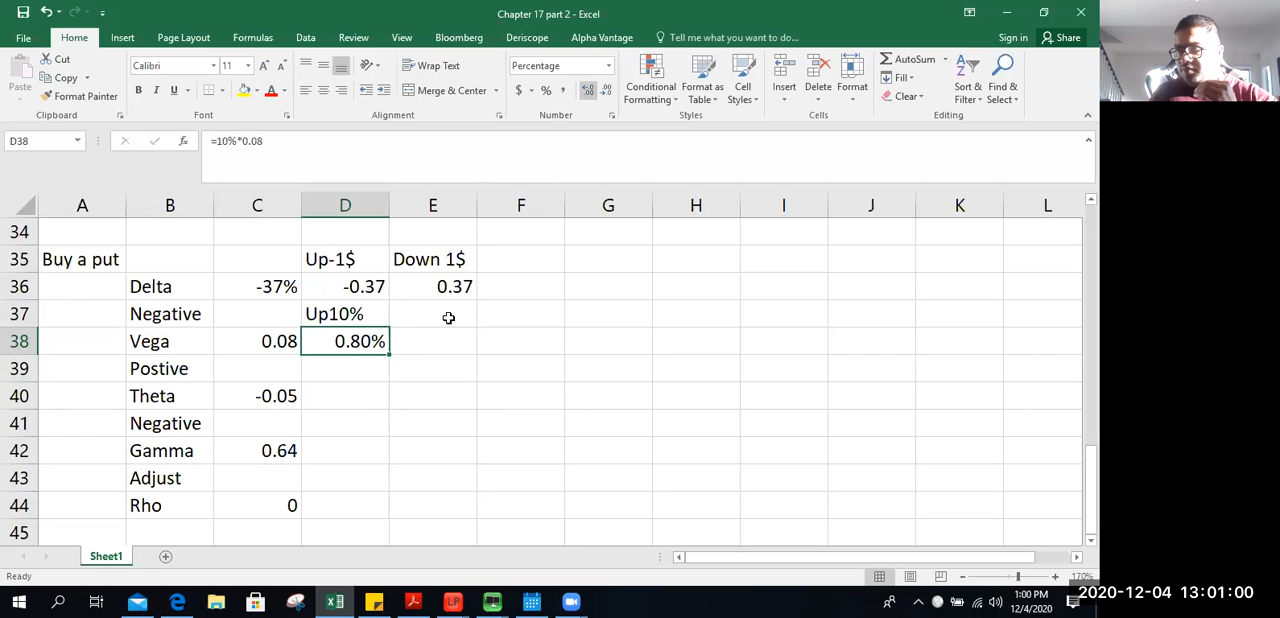 Chapter 17 part 2 - Excel
File Home Insert Page Layout Formulas Data Review View Bloomberg Deriscope Alpha Vantage Tell me what you want to do... Sign in Share
Cut
Copy
Format Painter
Paste
Clipboard
Calibri 11
B I U
Font
Wrap Text
Merge & Center
Alignment
Percentage
$ % ,
Number
Conditional Formatting
Format as Table
Cell Styles
Styles
Insert
Delete
Format
Cells
AutoSum
Fill
Clear
Sort & Filter
Find & Select
Editing
D38 =10%*0.08
A B C D E F G H I J K L
34
35 Buy a put Up-1$ Down 1$
36 Delta -37% -0.37 0.37
37 Negative Up10%
38 Vega 0.08 0.80%
39 Postive
40 Theta -0.05
41 Negative
42 Gamma 0.64
43 Adjust
44 Rho 0
45
Sheet1
Ready
170%
1:00 PM
12/4/2020
2020-12-04 13:01:00